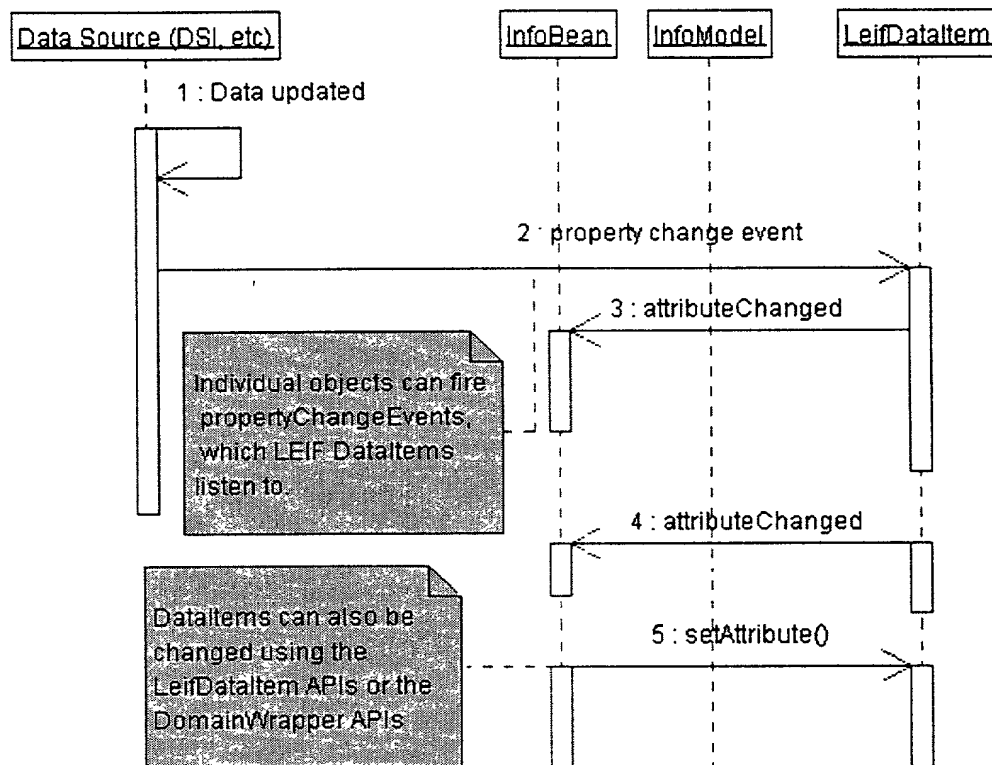 Data Source (DSI, etc)
InfoBean
InfoModel
LeifDataItem
1 : Data updated
2 : property change event
3 : attributeChanged
Individual objects can fire
propertyChangeEvents,
which LEIF DataItems
listen to.
4 : attributeChanged
DataItems can also be
changed using the
LeifDataItem APIs or the
DomainWrapper APIs
5 : setAttribute()